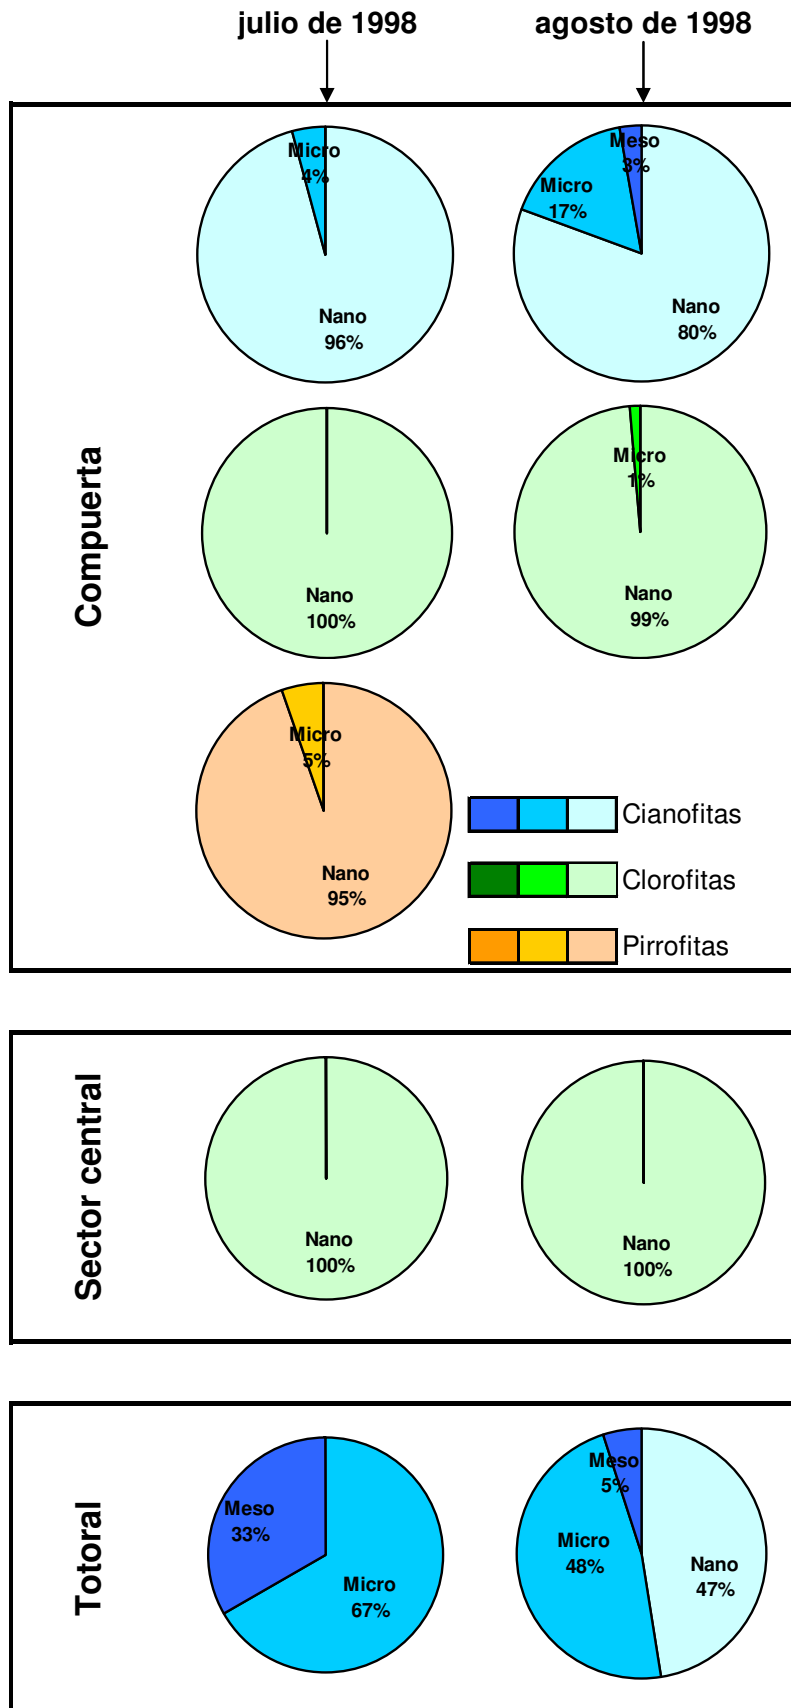 julio de 1998
agosto de 1998
Compuerta
Micro
4%
Nano
96%
Meso
3%
Micro
17%
Nano
80%
Nano
100%
Micro
1%
Nano
99%
Micro
5%
Nano
95%
Cianofitas
Clorofitas
Pirrofitas
Sector central
Nano
100%
Nano
100%
Totoral
Meso
33%
Micro
67%
Meso
5%
Micro
48%
Nano
47%